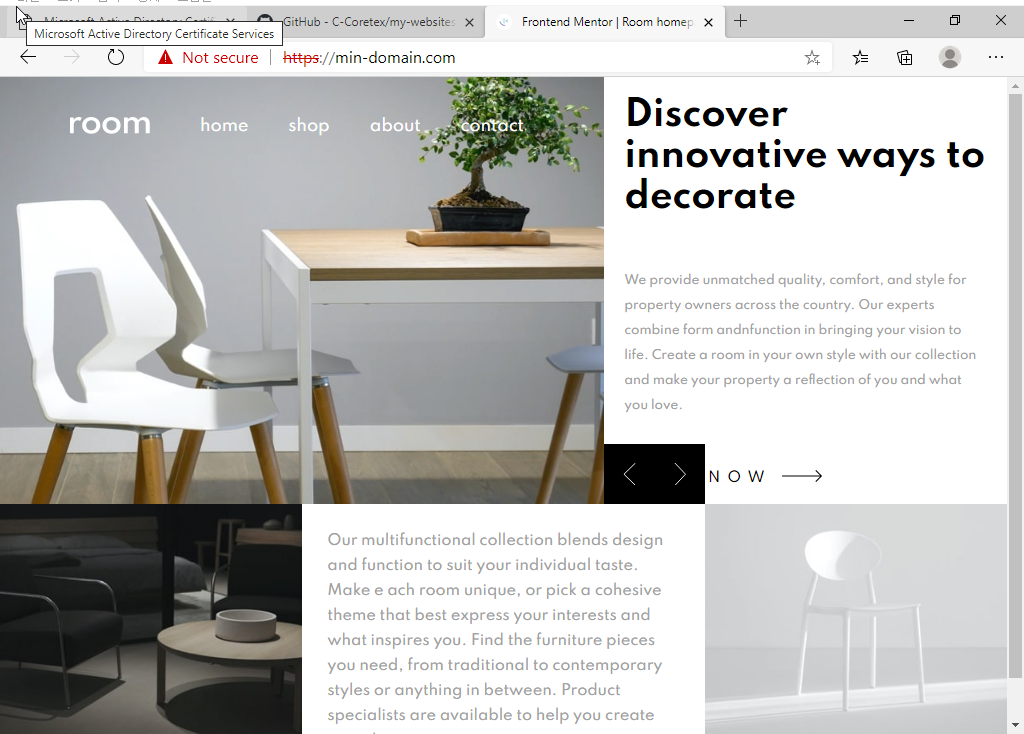 Microsoft Active Directory Certif
GitHub - C-Coretex/my-websites
Frontend Mentor | Room homep
Microsoft Active Directory Certificate Services
Not secure
https://min-domain.com
room
home
shop
about
contact
Discover
innovative ways to
decorate
We provide unmatched quality, comfort, and style for
property owners across the country. Our experts
combine form andnfunction in bringing your vision to
life. Create a room in your own style with our collection
and make your property a reflection of you and what
you love.
NOW
Our multifunctional collection blends design
and function to suit your individual taste.
Make e ach room unique, or pick a cohesive
theme that best express your interests and
what inspires you. Find the furniture pieces
you need, from traditional to contemporary
styles or anything in between. Product
specialists are available to help you create